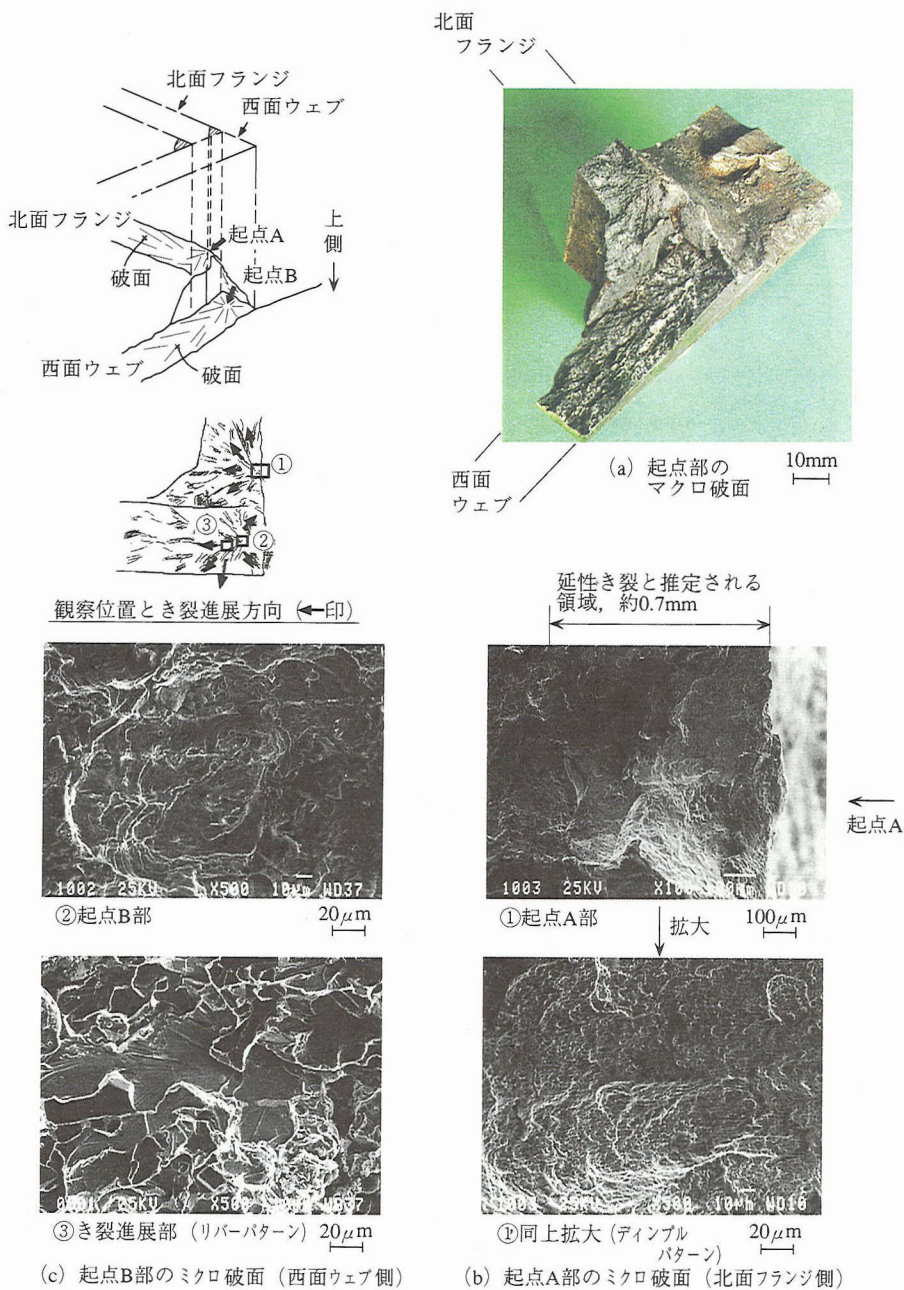 北面
フランジ
北面フランジ
西面ウェブ
北面フランジ
起点A
上側
破面
起点B
西面ウェブ
破面
西面
ウェブ
(a) 起点部の
マクロ破面
10mm
①
③
②
観察位置とき裂進展方向 (←印)
延性き裂と推定される
領域，約0.7mm
起点A
1002 25KV X500 10μm WD37
②起点B部
20μm
1003 25KV
①起点A部
拡大
100μm
0001 25KV X500
③き裂進展部 (リバーパターン)
20μm
1003 25KV X500 10μm WD10
①'同上拡大 (ディンプル
パターン)
20μm
(c) 起点B部のミクロ破面 (西面ウェブ側)
(b) 起点A部のミクロ破面 (北面フランジ側)